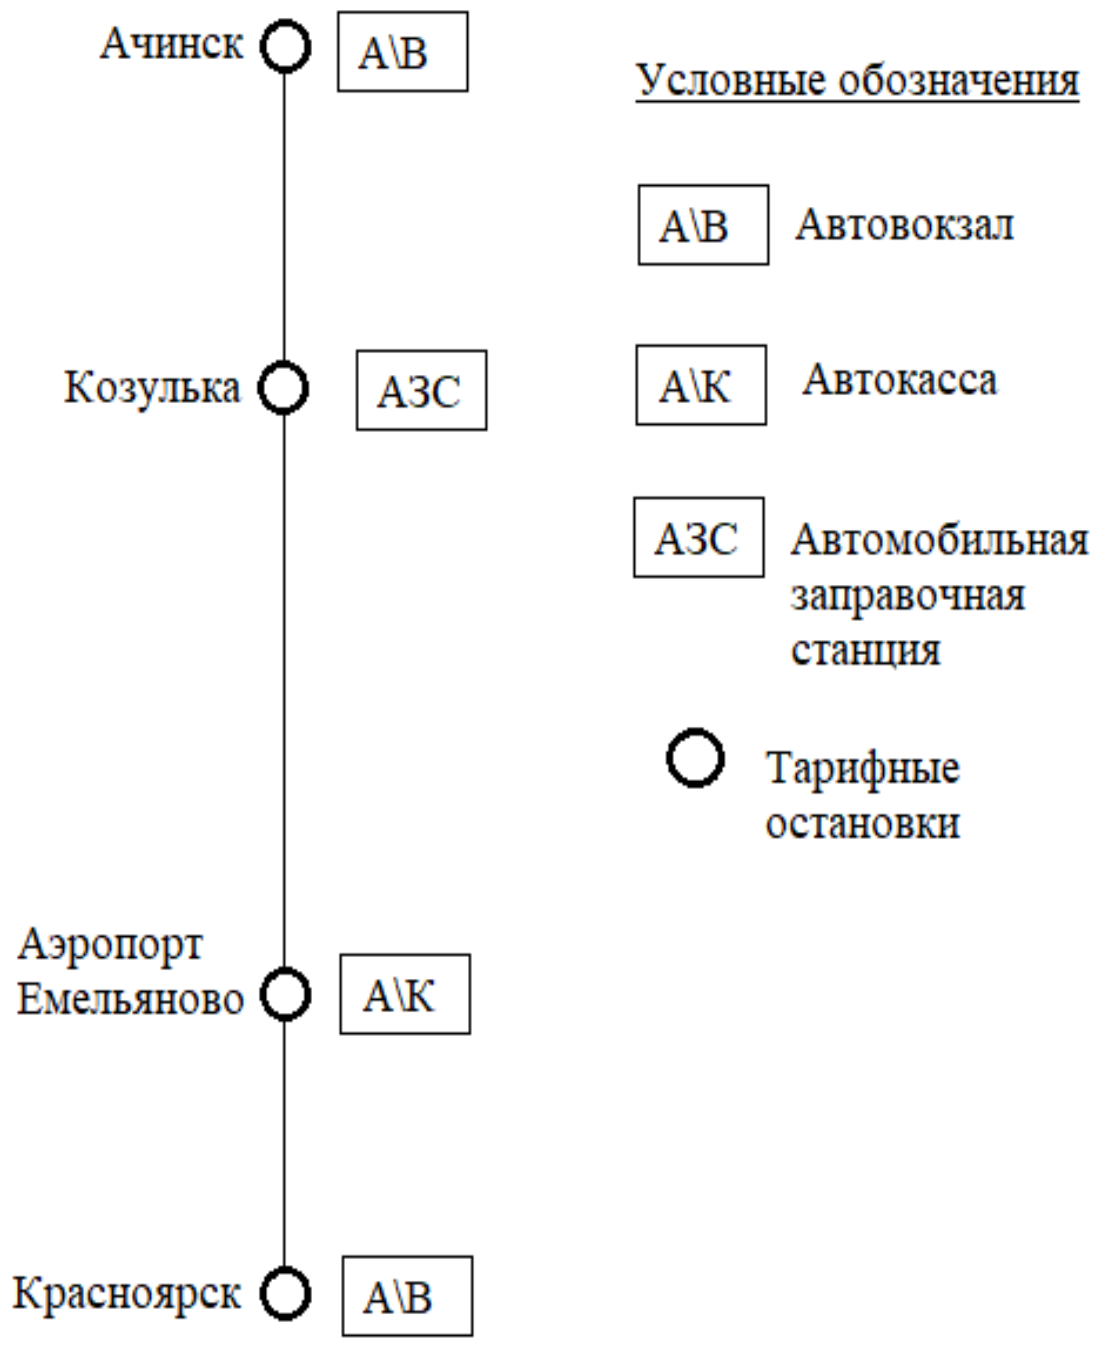 Ачинск
А\В
Козулька
АЗС
Аэропорт
Емельяново
А\К
Красноярск
А\В
Условные обозначения
А\В
Автовокзал
А\К
Автокасса
АЗС
Автомобильная
заправочная
станция
Тарифные
остановки